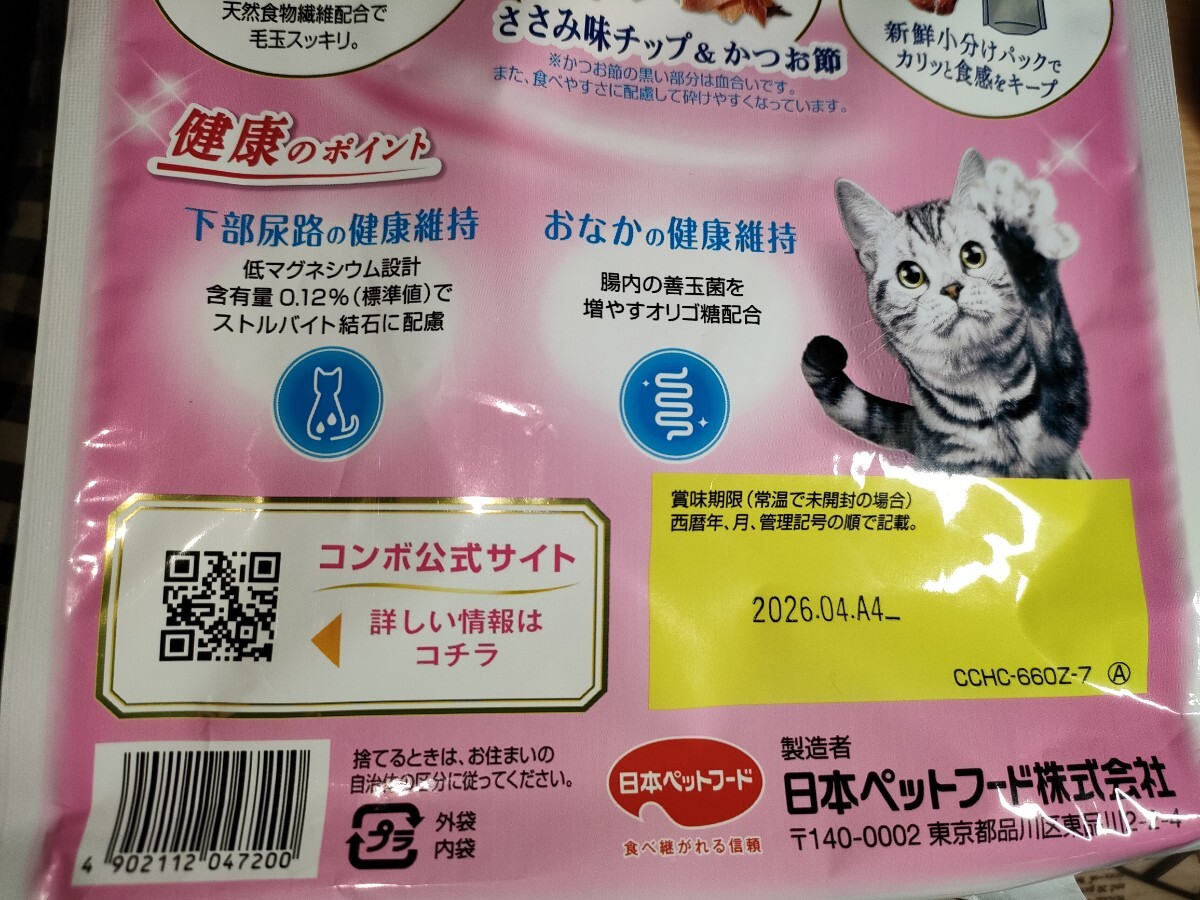 天然食物繊維配合で
毛玉スッキリ。
ささみ味チップ&かつお節
※かつお節の黒い部分は血合いです。
また、食べやすさに配慮して砕けやすくなっています。
新鮮小分けパックで
カリッと食感をキープ
健康のポイント
下部尿路の健康維持
低マグネシウム設計
含有量 0.12%(標準値)で
ストルバイト結石に配慮
おなかの健康維持
腸内の善玉菌を
増やすオリゴ糖配合
コンボ公式サイト
詳しい情報は
コチラ
賞味期限(常温で未開封の場合)
西暦年、月、管理記号の順で記載。
2026.04.A4_
CCHC-660Z-7 Ⓐ
4 902112 047200
捨てるときは、お住まいの
自治体の区分に従ってください。
プラ
外袋
内袋
日本ペットフード
食べ継がれる信頼
製造者
日本ペットフード株式会社
〒140-0002 東京都品川区東品川2-2-4